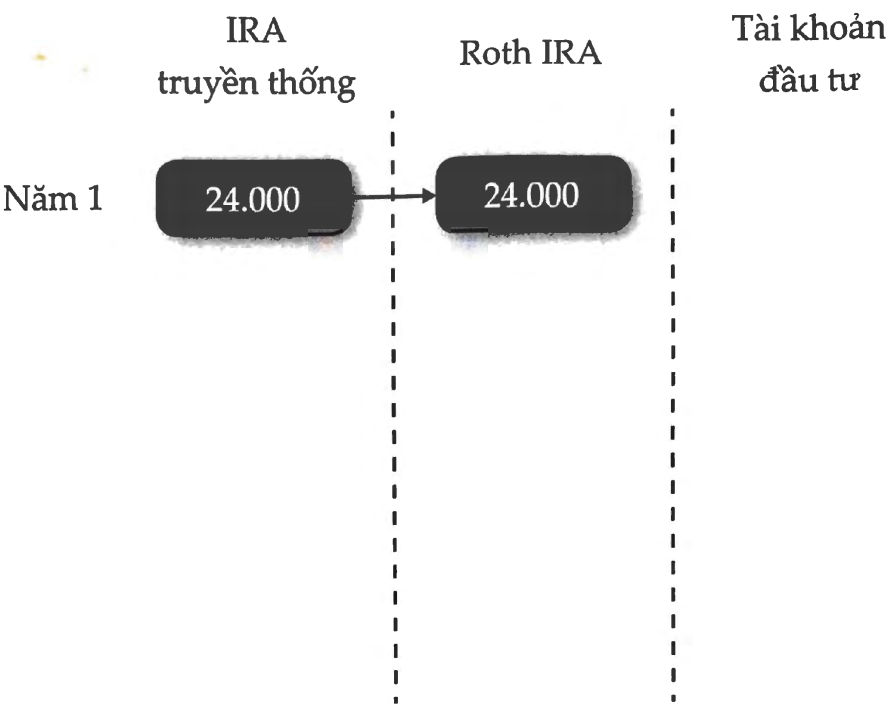 IRA
truyền thống
Roth IRA
Tài khoản
đầu tư
Năm 1
24.000
24.000